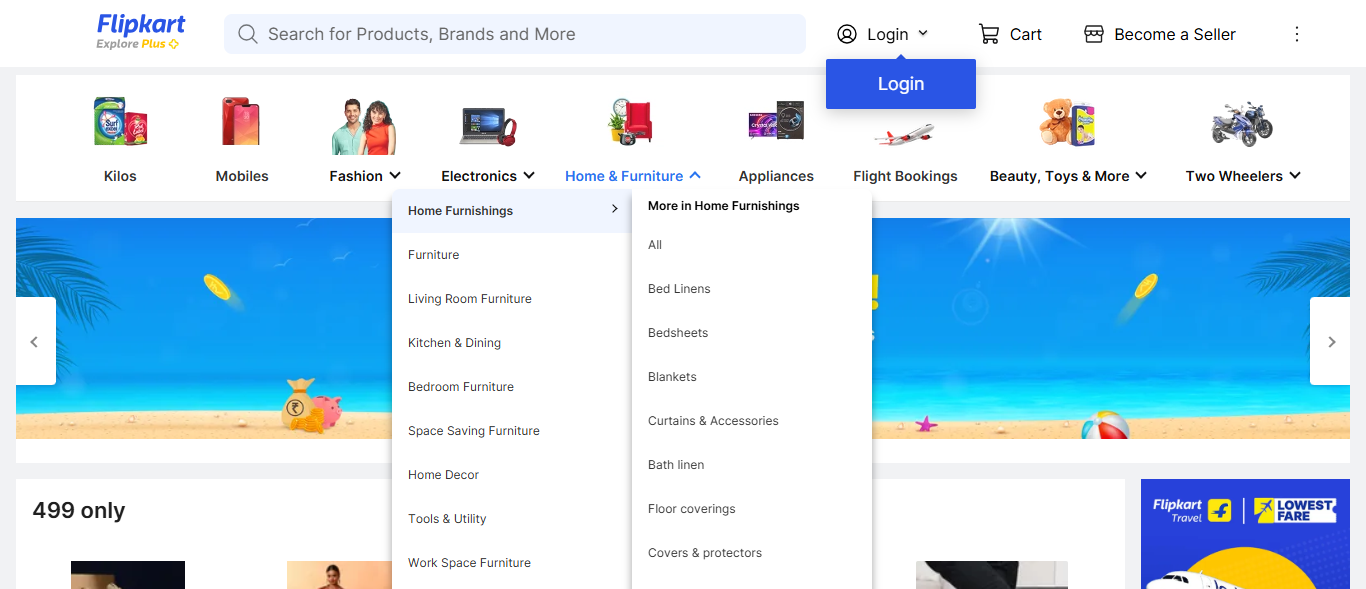 Flipkart
Explore Plus
Search for Products, Brands and More
Login
Cart
Become a Seller
Login
Kilos
Mobiles
Fashion
Electronics
Home & Furniture
Appliances
Flight Bookings
Beauty, Toys & More
Two Wheelers
Home Furnishings
Furniture
Living Room Furniture
Kitchen & Dining
Bedroom Furniture
Space Saving Furniture
Home Decor
Tools & Utility
Work Space Furniture
More in Home Furnishings
All
Bed Linens
Bedsheets
Blankets
Curtains & Accessories
Bath linen
Floor coverings
Covers & protectors
₹
499 only
Flipkart
Travel
LOWEST
FARE